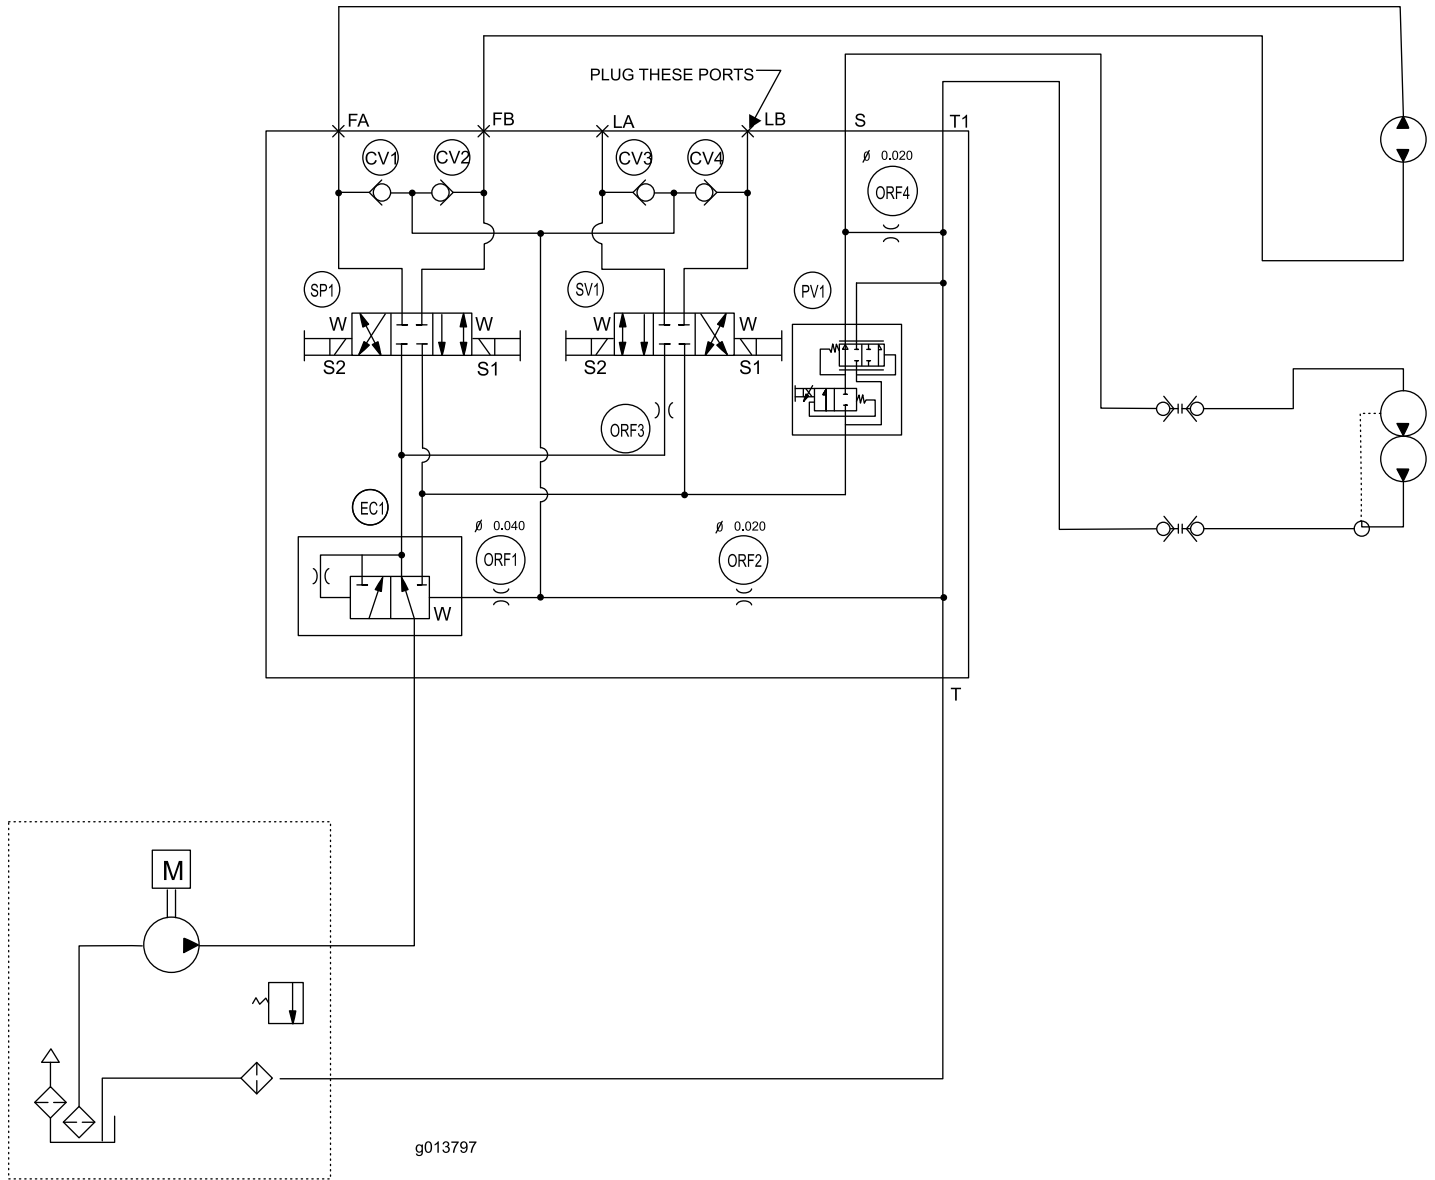 PLUG THESE PORTS
FA
FB
LA
LB
S
T1
CV1
CV2
CV3
CV4
ø 0.020
ORF4
SP1
SV1
PV1
W
W
W
W
S2
S1
S2
S1
ORF3
EC1
ø 0.040
ø 0.020
ORF1
ORF2
W
T
M
g013797